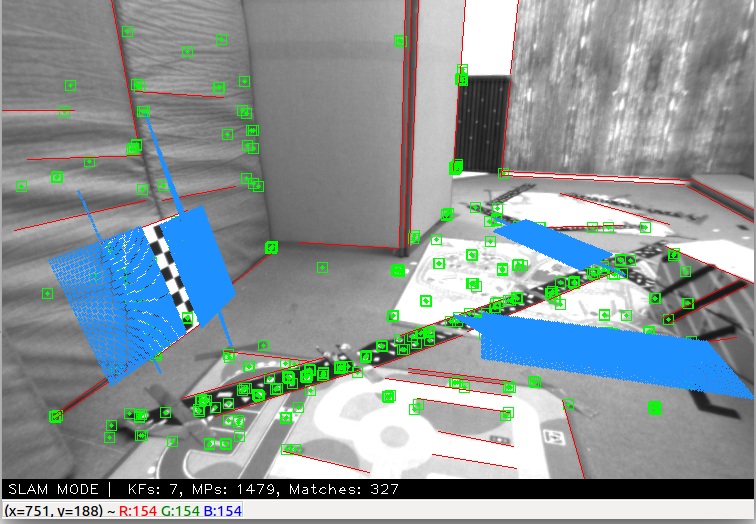 SLAM MODE | KFs: 7, MPs: 1479, Matches: 327
(x=751, y=188) ~ R:154 G:154 B:154